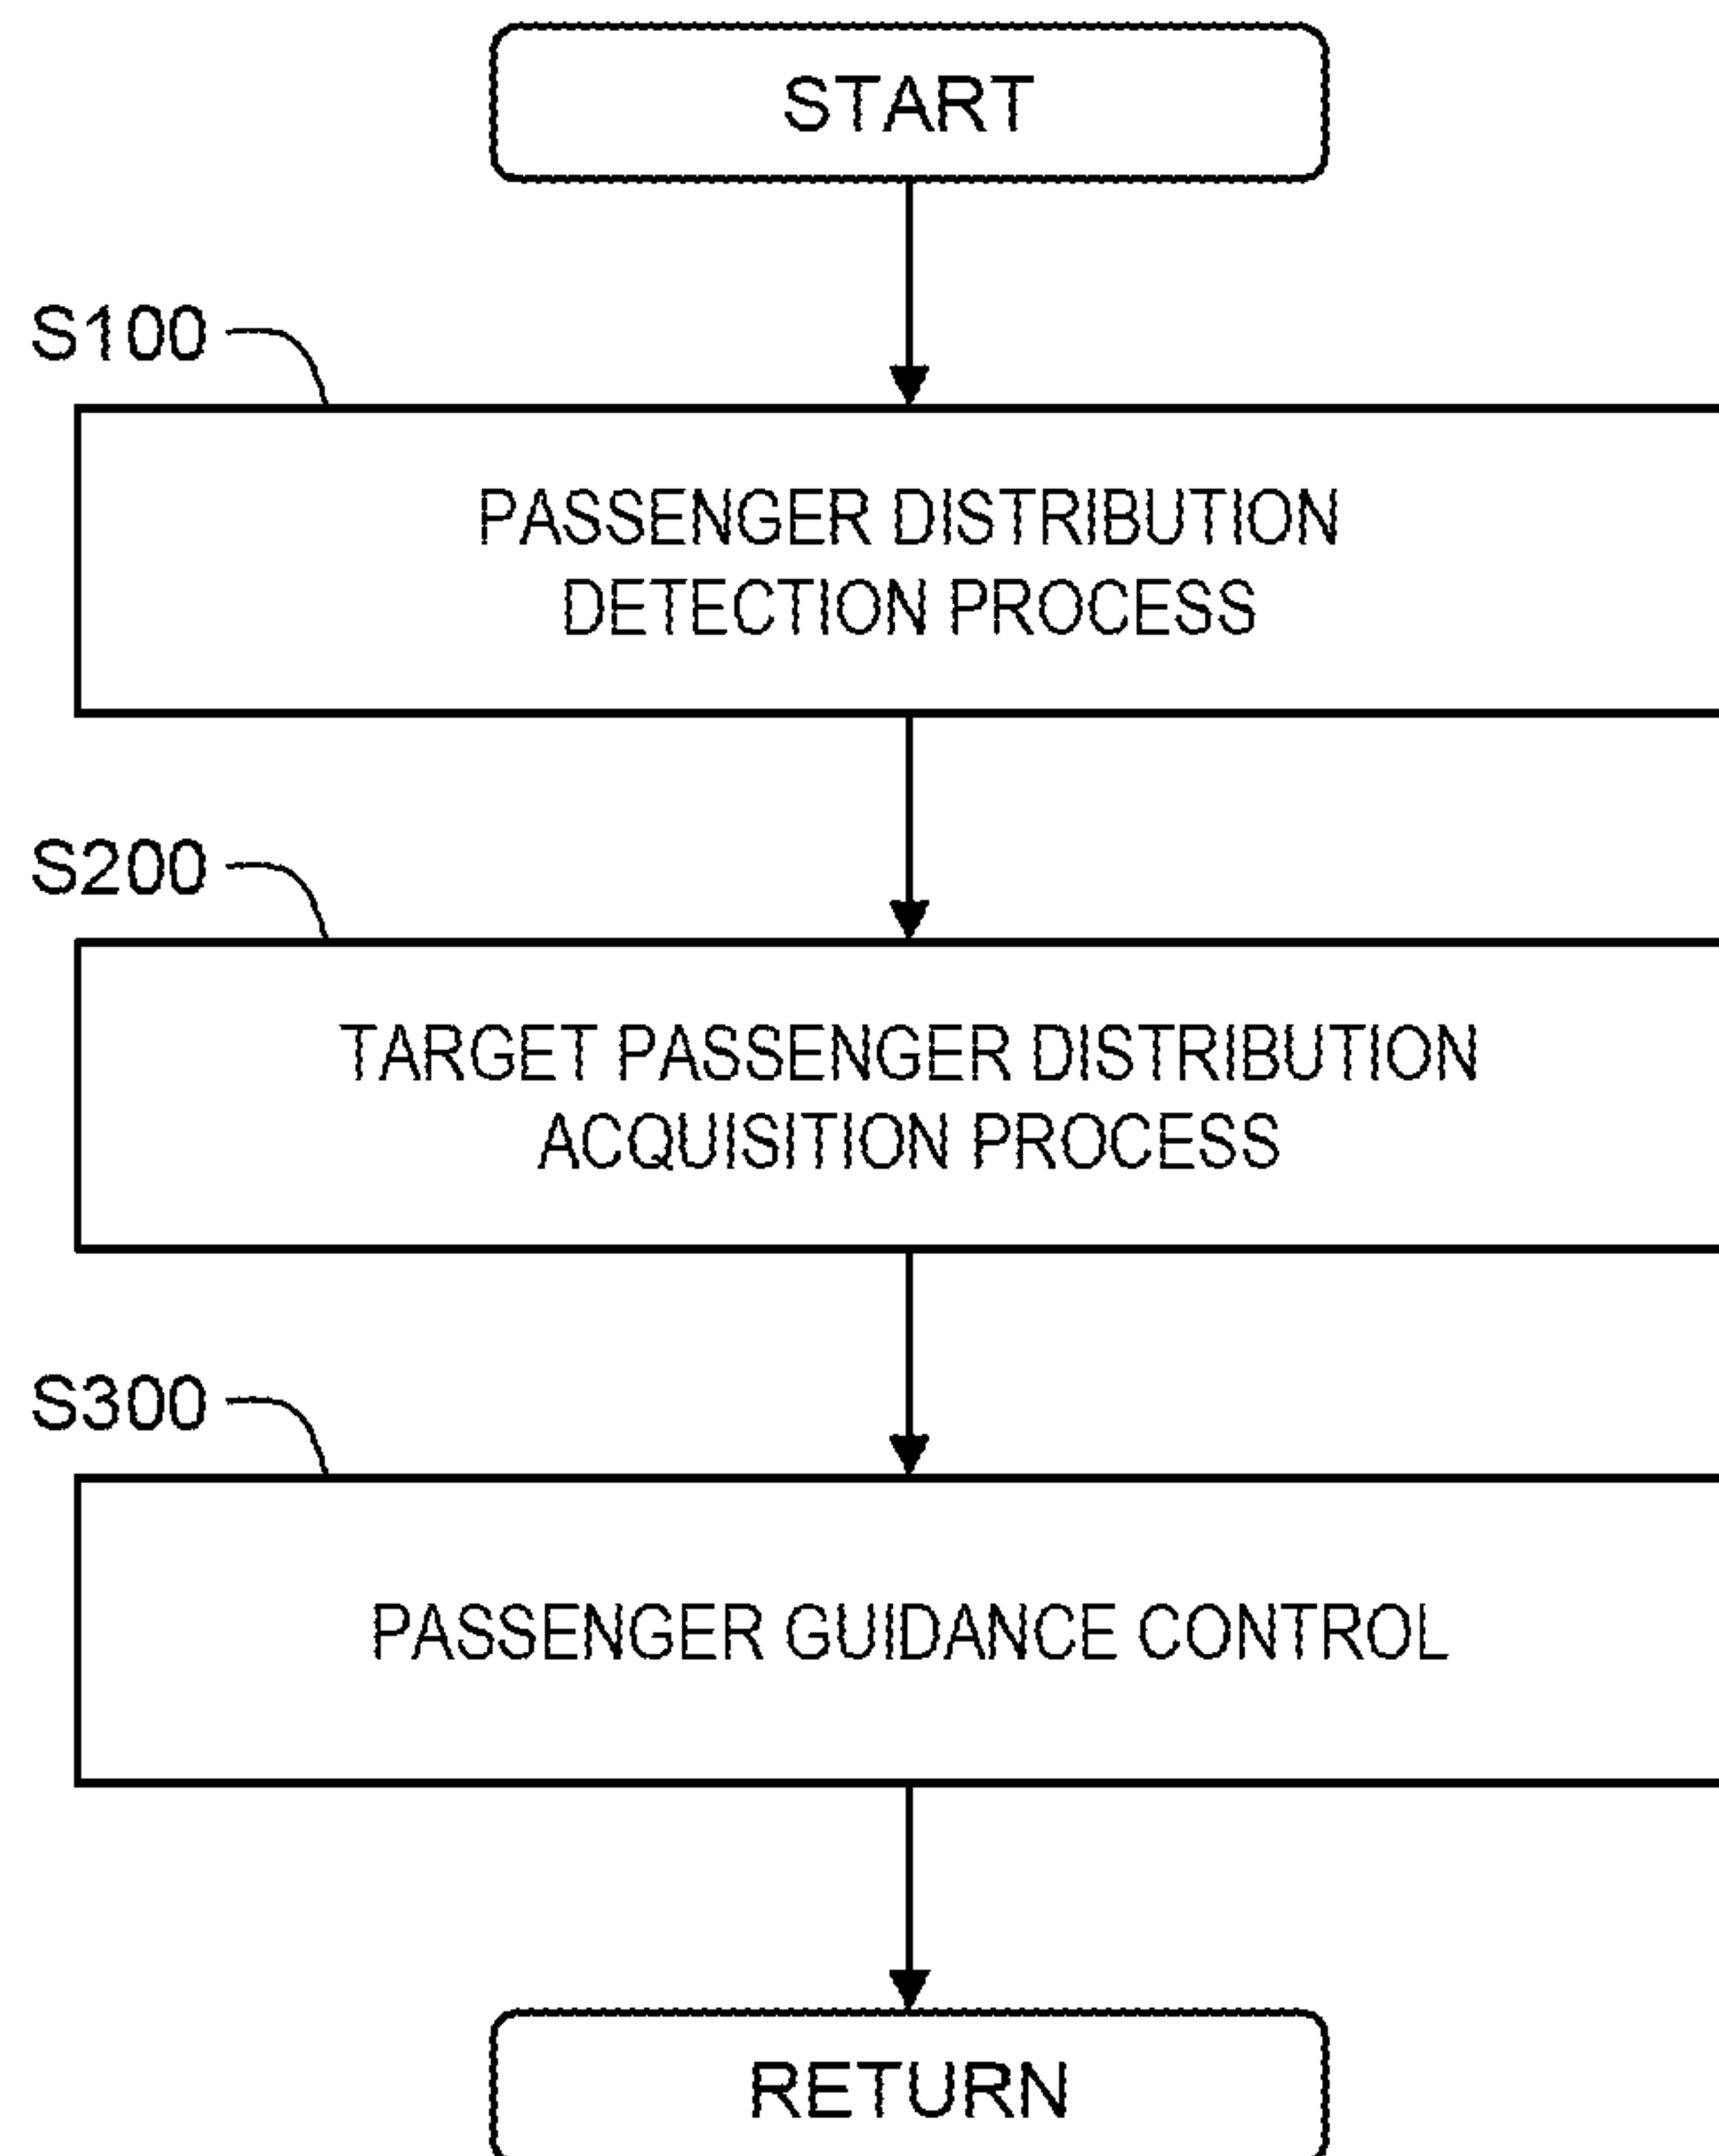 START
S100
PASSENGER DISTRIBUTION
DETECTION PROCESS
S200
TARGET PASSENGER DISTRIBUTION
ACQUISITION PROCESS
S300
PASSENGER GUIDANCE CONTROL
RETURN